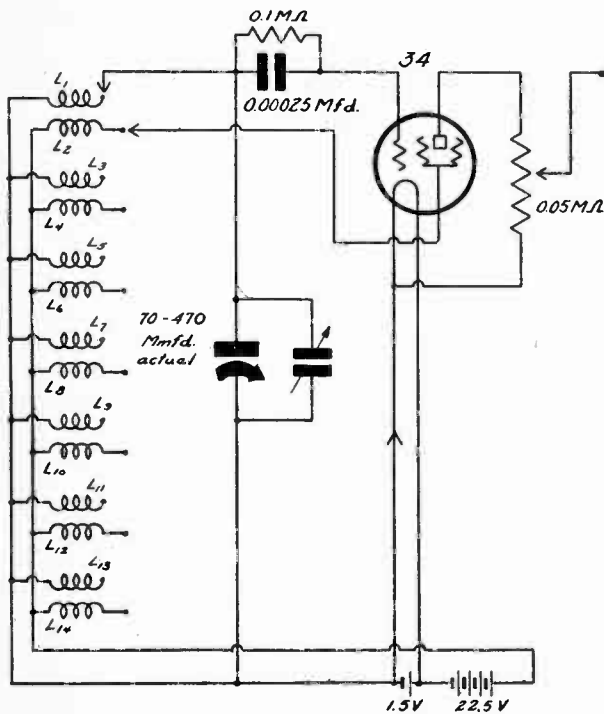 0.1MΩ
0.00025 Mfd.
34
0.05MΩ
L1
L2
L3
L4
L5
L6
L7
L8
L9
L10
L11
L12
L13
L14
70-470
Mmfd.
actual
1.5V
22.5V